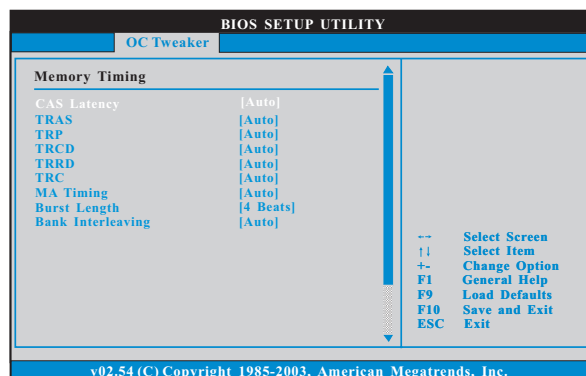 BIOS SETUP UTILITY
OC Tweaker
Memory Timing
CAS Latency [Auto]
TRAS [Auto]
TRP [Auto]
TRCD [Auto]
TRRD [Auto]
TRC [Auto]
MA Timing [Auto]
Burst Length [4 Beats]
Bank Interleaving [Auto]
←→ Select Screen
↑↓ Select Item
+- Change Option
F1 General Help
F9 Load Defaults
F10 Save and Exit
ESC Exit
v02.54 (C) Copyright 1985-2003, American Megatrends, Inc.